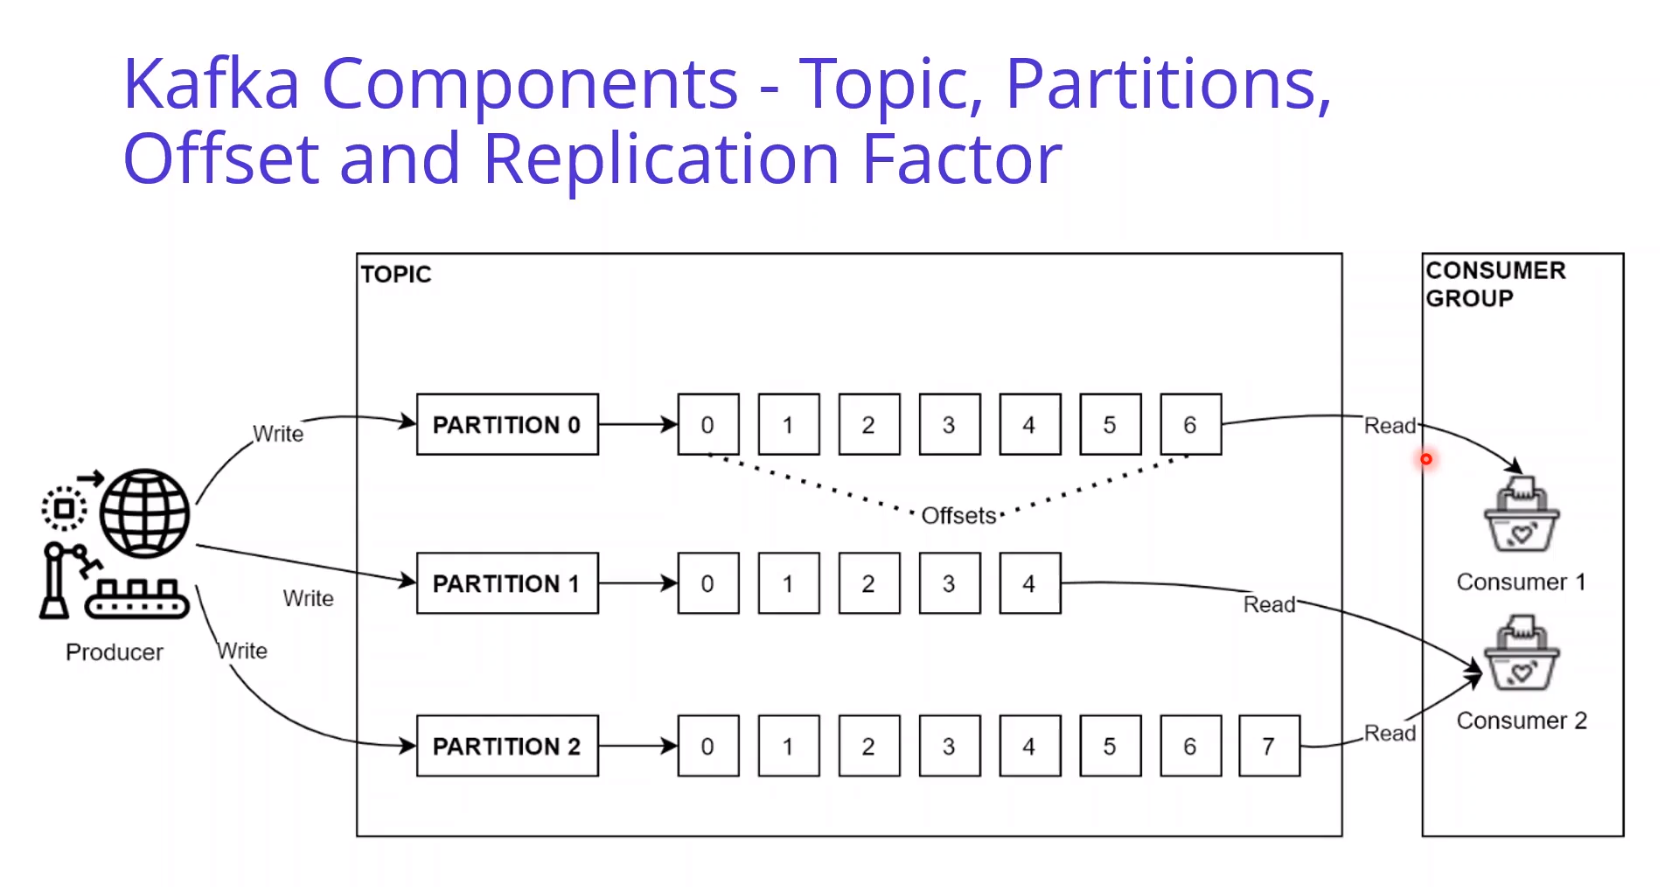 Kafka Components - Topic, Partitions,
Offset and Replication Factor
TOPIC
CONSUMER
GROUP
Write
PARTITION 0
0 1 2 3 4 5 6
Read
Offsets
Write
PARTITION 1
0 1 2 3 4
Read
Consumer 1
Producer
Write
PARTITION 2
0 1 2 3 4 5 6 7
Read
Consumer 2